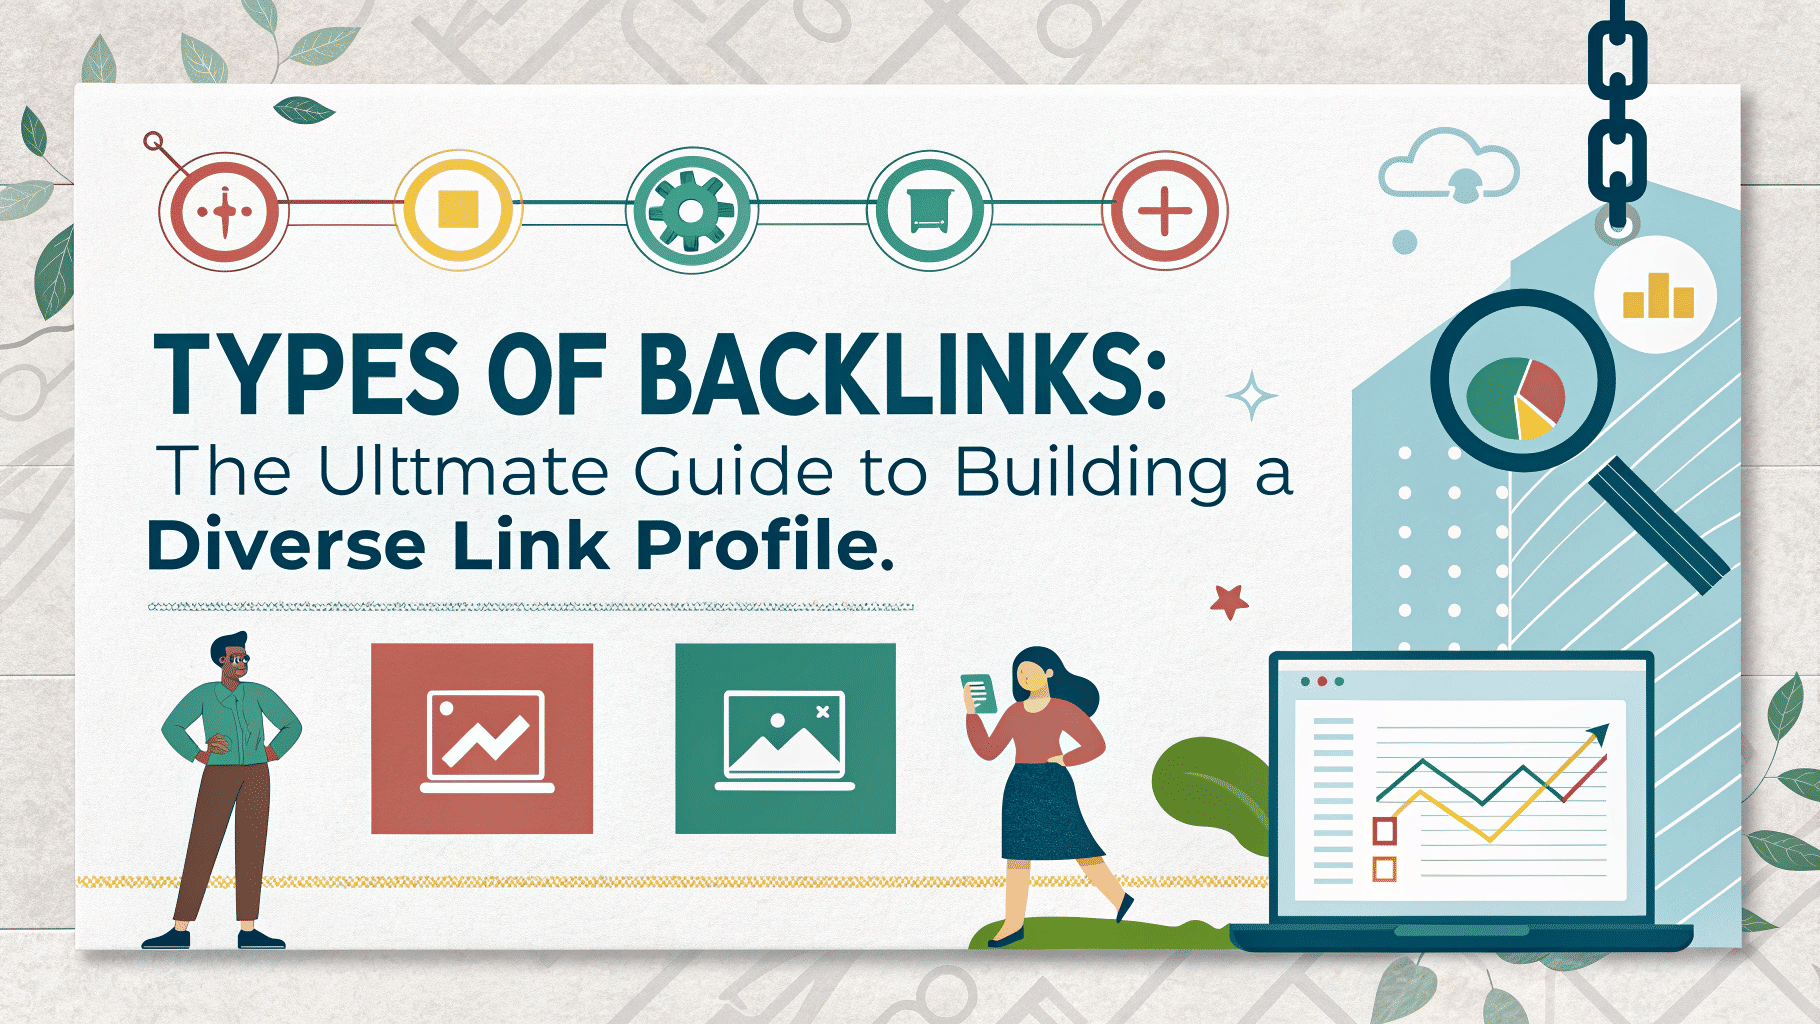 TYPES OF BACKLINKS:
The Ulttmate Guide to Building a
Diverse Link Profile.